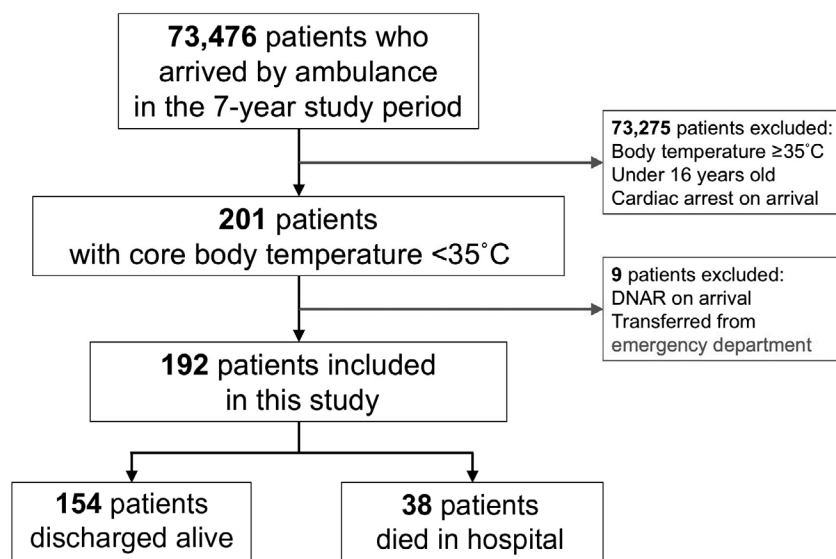 73,476 patients who
arrived by ambulance
in the 7-year study period
73,275 patients excluded:
Body temperature ≥35˚C
Under 16 years old
Cardiac arrest on arrival
201 patients
with core body temperature <35˚C
9 patients excluded:
DNAR on arrival
Transferred from
emergency department
192 patients included
in this study
154 patients
discharged alive
38 patients
died in hospital